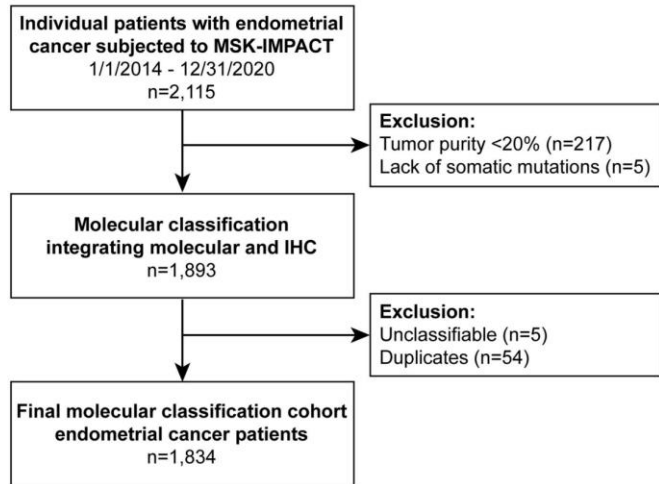 Individual patients with endometrial
cancer subjected to MSK-IMPACT
1/1/2014 - 12/31/2020
n=2,115
Exclusion:
Tumor purity <20% (n=217)
Lack of somatic mutations (n=5)
Molecular classification
integrating molecular and IHC
n=1,893
Exclusion:
Unclassifiable (n=5)
Duplicates (n=54)
Final molecular classification cohort
endometrial cancer patients
n=1,834